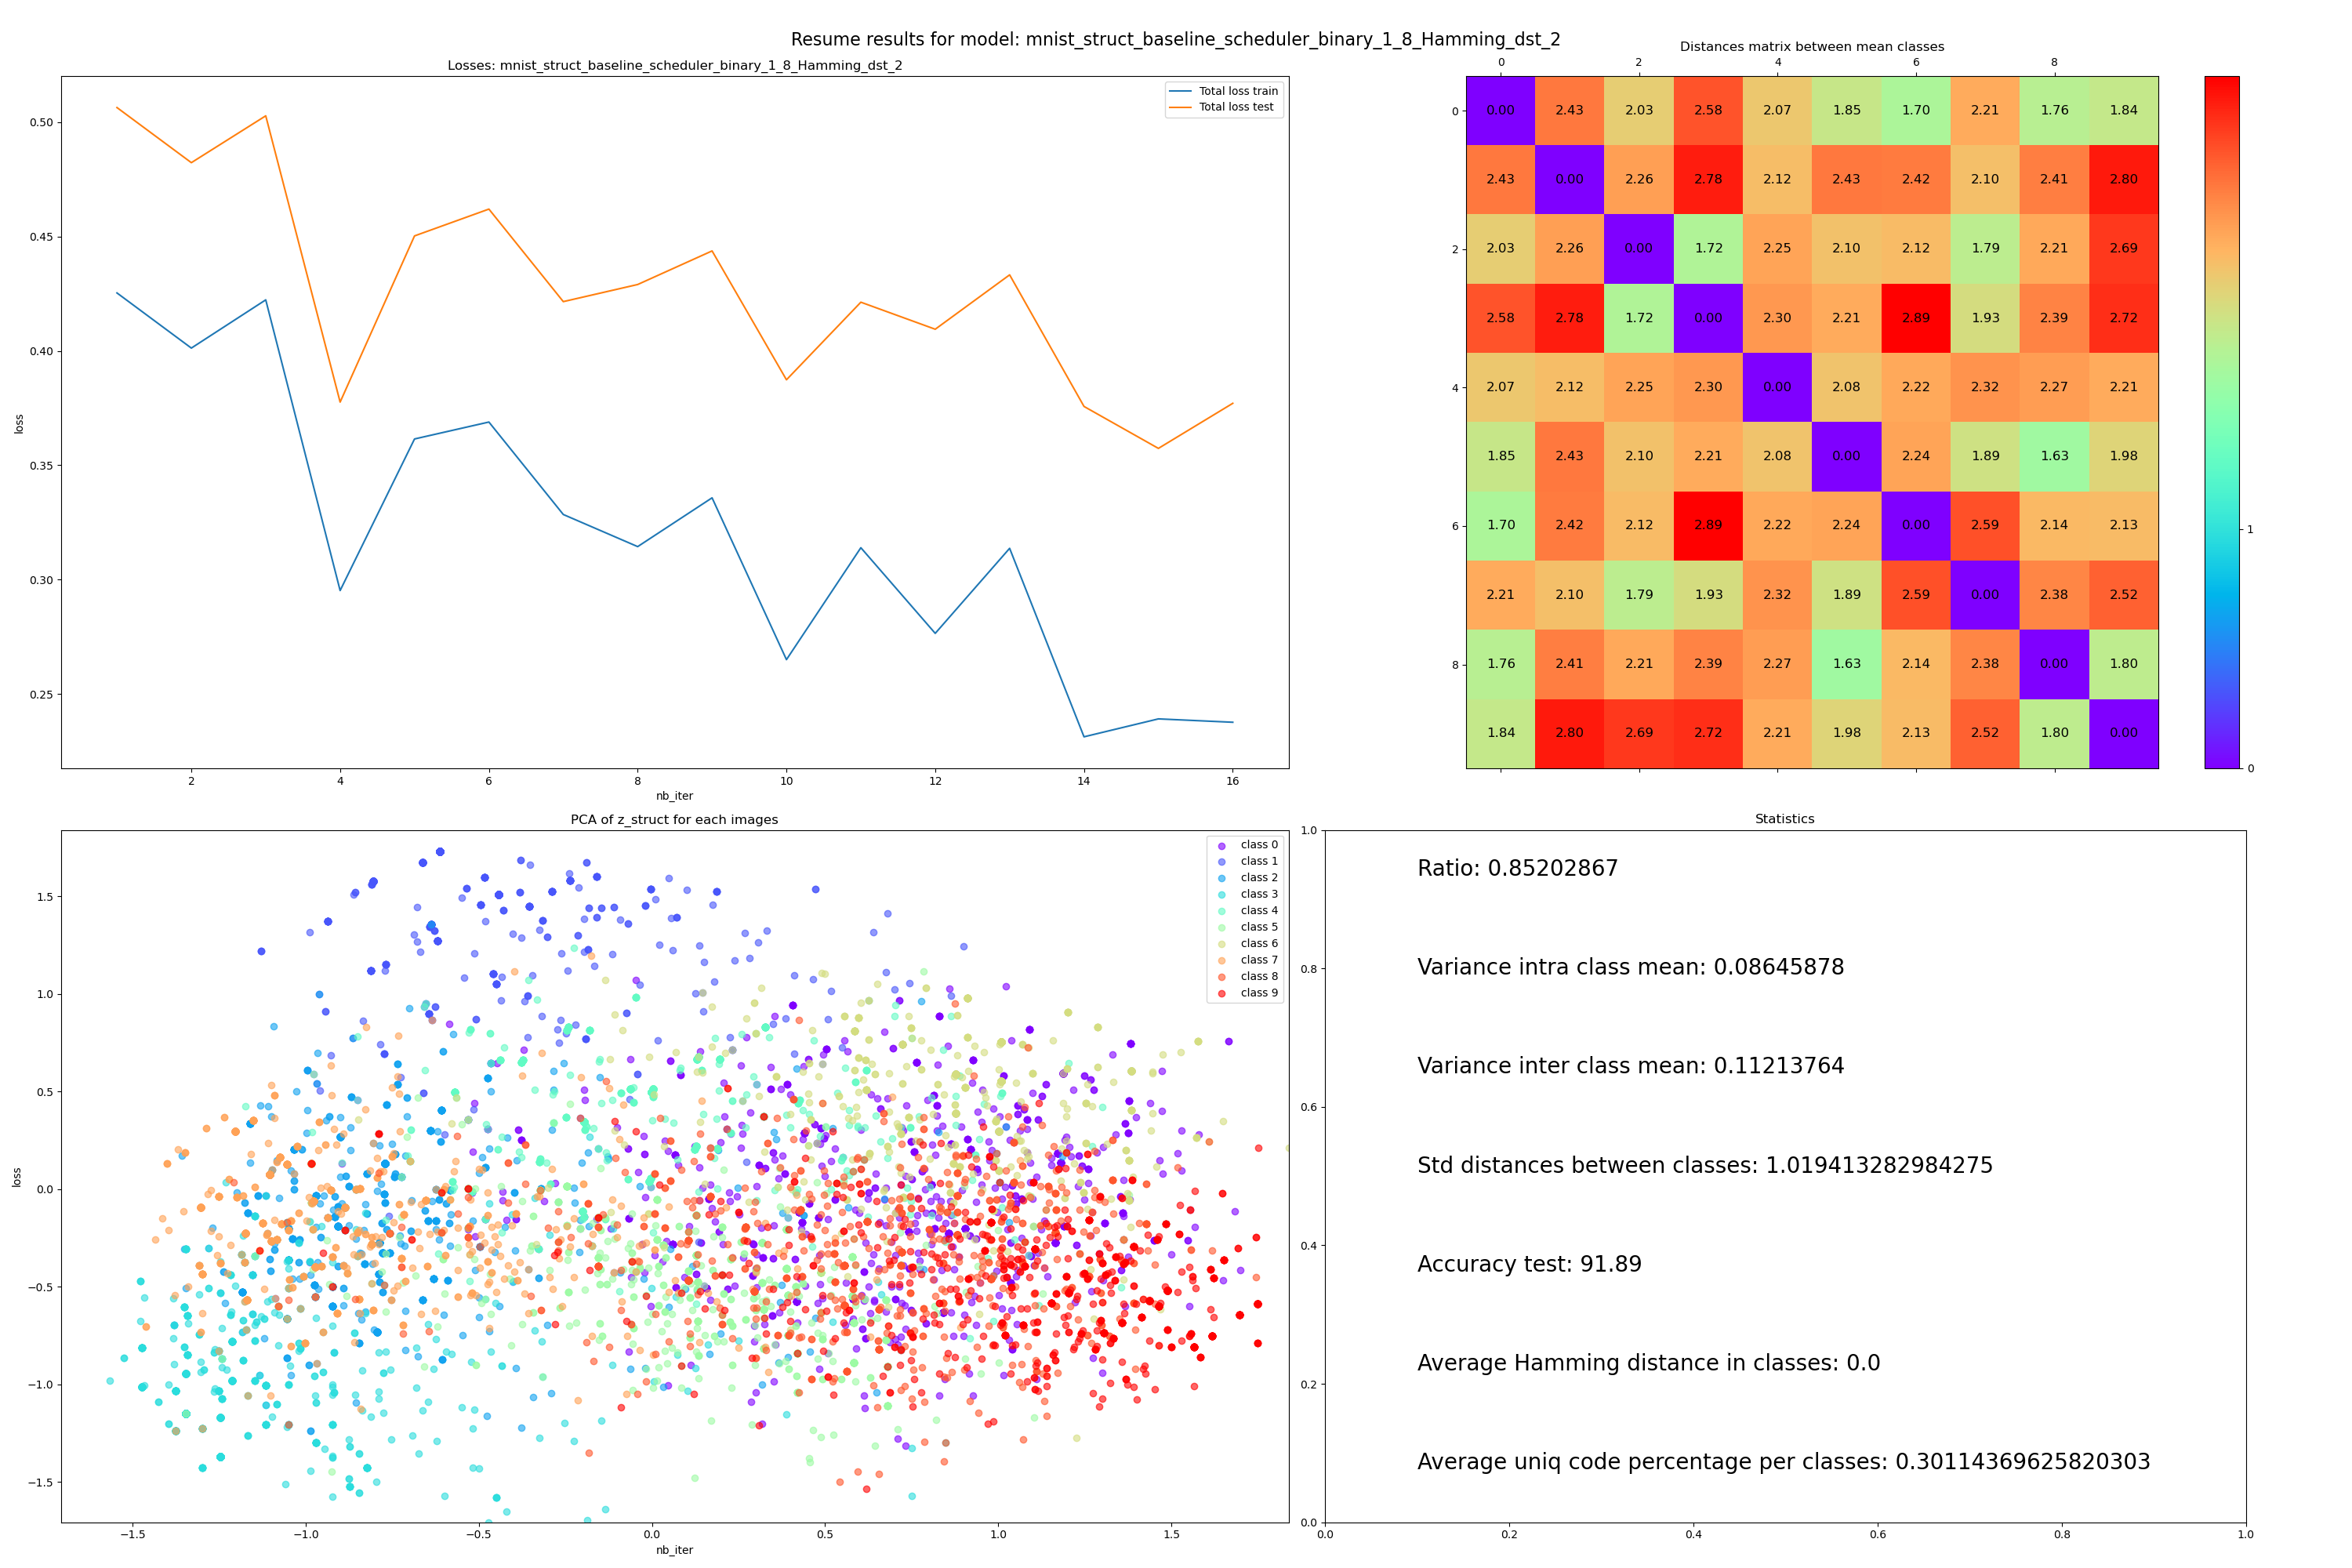 Resume results for model: mnist_struct_baseline_scheduler_binary_1_8_Hamming_dst_2
Losses: mnist_struct_baseline_scheduler_binary_1_8_Hamming_dst_2
Total loss train
Total loss test
0.50
0.45
0.40
0.35
0.30
0.25
loss
2 4 6 8 10 12 14 16
nb_iter
Distances matrix between mean classes
0 2 4 6 8
0 0.00 2.43 2.03 2.58 2.07 1.85 1.70 2.21 1.76 1.84
2.43 0.00 2.26 2.78 2.12 2.43 2.42 2.10 2.41 2.80
2 2.03 2.26 0.00 1.72 2.25 2.10 2.12 1.79 2.21 2.69
2.58 2.78 1.72 0.00 2.30 2.21 2.89 1.93 2.39 2.72
4 2.07 2.12 2.25 2.30 0.00 2.08 2.22 2.32 2.27 2.21
1.85 2.43 2.10 2.21 2.08 0.00 2.24 1.89 1.63 1.98
6 1.70 2.42 2.12 2.89 2.22 2.24 0.00 2.59 2.14 2.13
2.21 2.10 1.79 1.93 2.32 1.89 2.59 0.00 2.38 2.52
8 1.76 2.41 2.21 2.39 2.27 1.63 2.14 2.38 0.00 1.80
1.84 2.80 2.69 2.72 2.21 1.98 2.13 2.52 1.80 0.00
1
0
PCA of z_struct for each images
class 0
class 1
class 2
class 3
class 4
class 5
class 6
class 7
class 8
class 9
1.5
1.0
0.5
0.0
−0.5
−1.0
−1.5
loss
−1.5 −1.0 −0.5 0.0 0.5 1.0 1.5
nb_iter
Statistics
1.0
0.8
0.6
0.4
0.2
0.0
Ratio: 0.85202867
Variance intra class mean: 0.08645878
Variance inter class mean: 0.11213764
Std distances between classes: 1.019413282984275
Accuracy test: 91.89
Average Hamming distance in classes: 0.0
Average uniq code percentage per classes: 0.30114369625820303
0.0 0.2 0.4 0.6 0.8 1.0